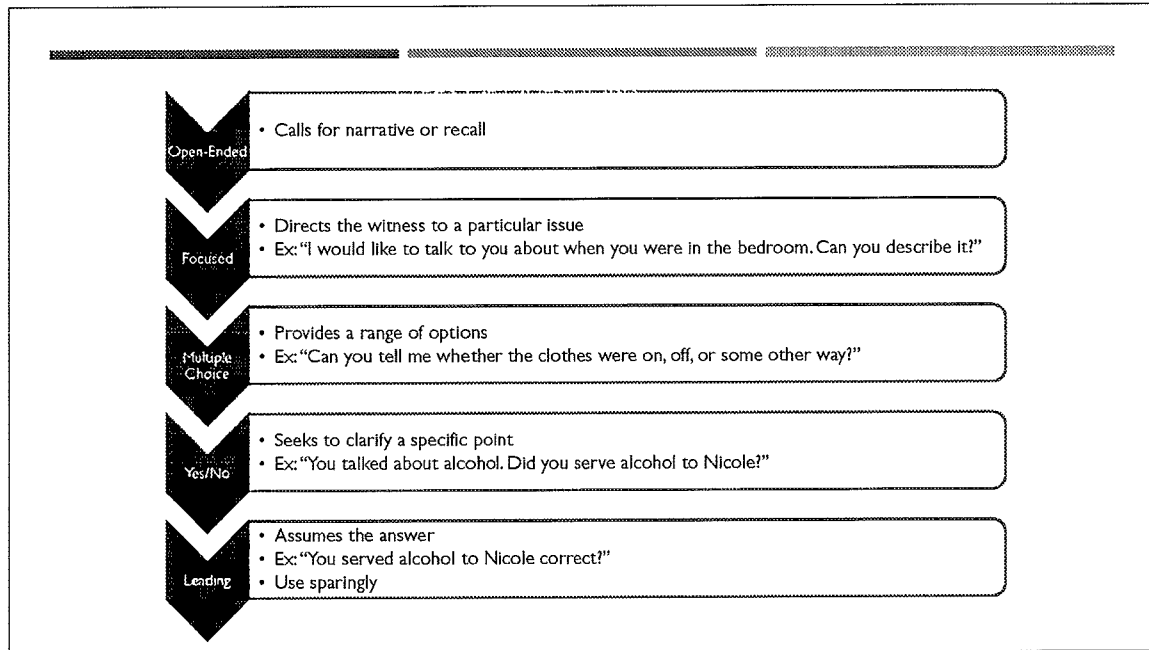 Open-Ended
• Calls for narrative or recall
Focused
• Directs the witness to a particular issue
• Ex: “I would like to talk to you about when you were in the bedroom. Can you describe it?”
Multiple
Choice
• Provides a range of options
• Ex: “Can you tell me whether the clothes were on, off, or some other way?”
Yes/No
• Seeks to clarify a specific point
• Ex: “You talked about alcohol. Did you serve alcohol to Nicole?”
Leading
• Assumes the answer
• Ex: “You served alcohol to Nicole correct?”
• Use sparingly